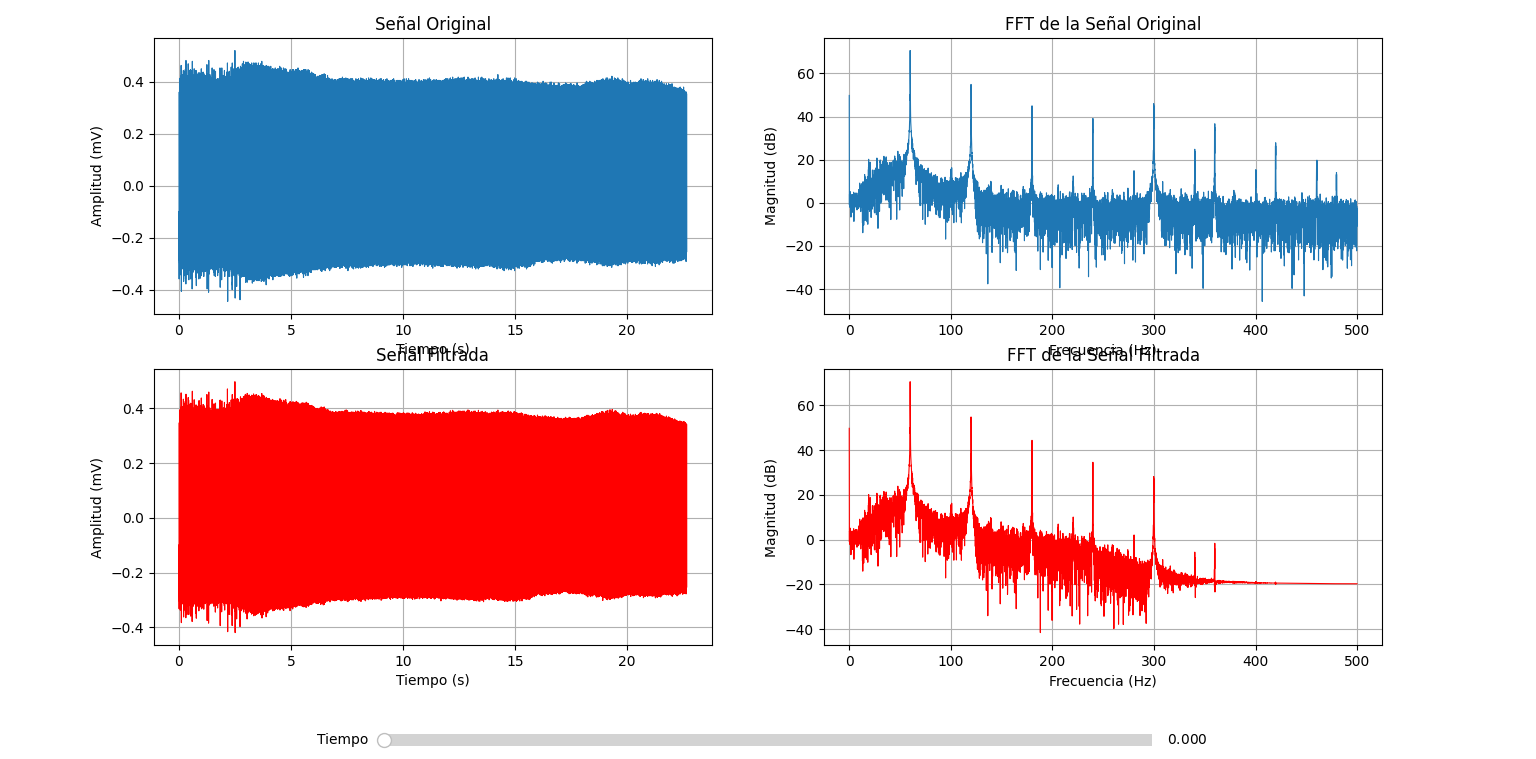 Señal Original
Amplitud (mV)
0.4
0.2
0.0
−0.2
−0.4
0 5 10 15 20
Tiempo (s)
FFT de la Señal Original
Magnitud (dB)
60
40
20
0
−20
−40
0 100 200 300 400 500
Frecuencia (Hz)
Señal Filtrada
Amplitud (mV)
0.4
0.2
0.0
−0.2
−0.4
0 5 10 15 20
Tiempo (s)
FFT de la Señal Filtrada
Magnitud (dB)
60
40
20
0
−20
−40
0 100 200 300 400 500
Frecuencia (Hz)
Tiempo 0.000